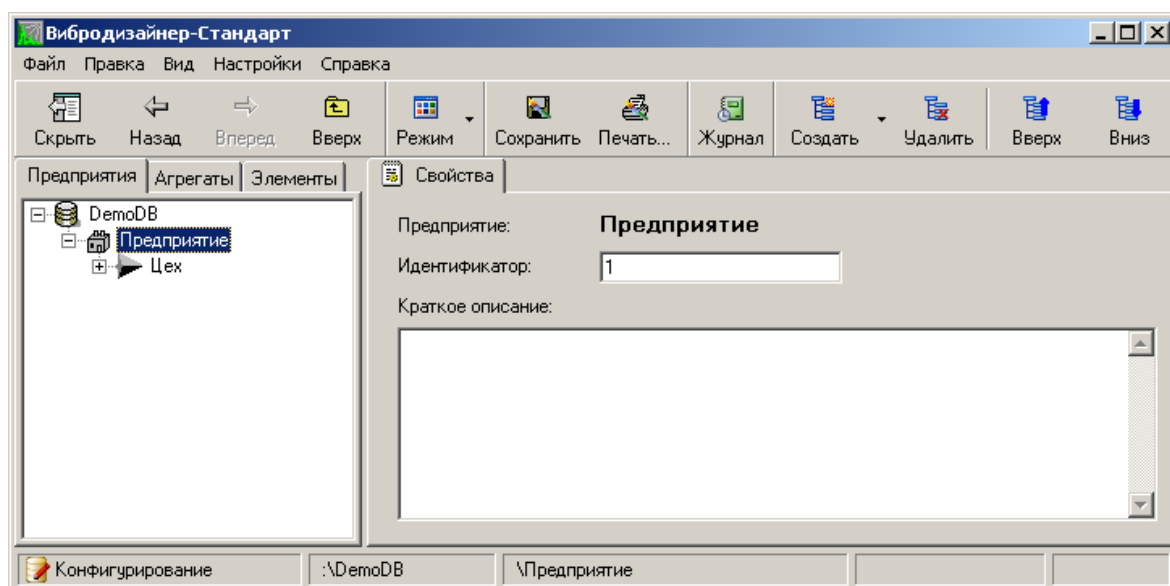 Вибродизайнер-Стандарт
Файл Правка Вид Настройки Справка
Скрыть Назад Вперед Вверх Режим Сохранить Печать... Журнал Создать Удалить Вверх Вниз
Предприятия Агрегаты Элементы
DemoDB
Предприятие
Цех
Свойства
Предприятие: Предприятие
Идентификатор: 1
Краткое описание:
Конфигурирование :\DemoDB \Предприятие